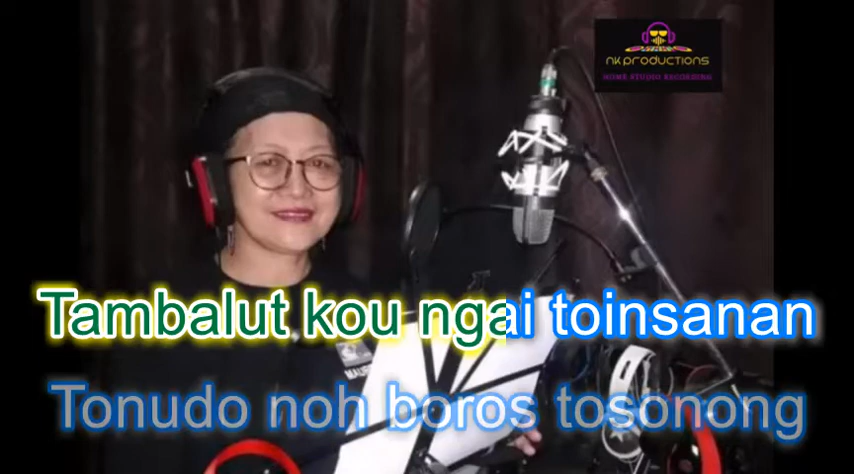 nk productions
HOME STUDIO RECORDING
Tambalut kou ngai toinsanan
Tonudo noh boros tosonong